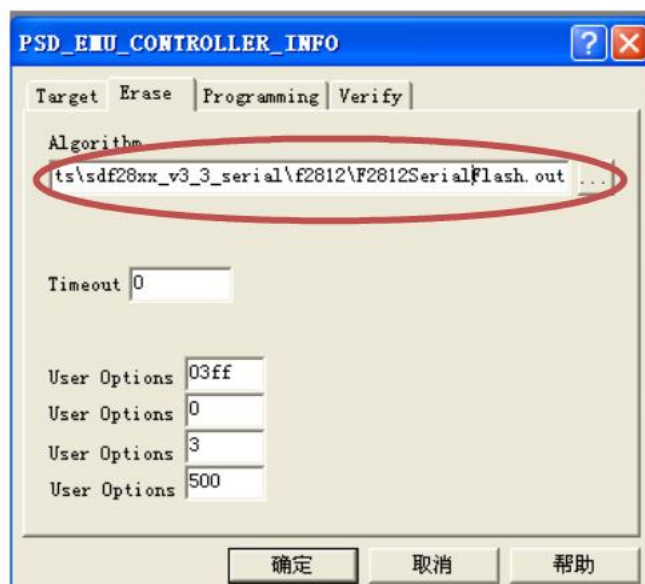 PSD_EMU_CONTROLLER_INFO
Target Erase Programming Verify
Algorithm
ts\sdf28xx_v3_3_serial\f2812\F2812SerialFlash.out ...
Timeout 0
User Options 03ff
User Options 0
User Options 3
User Options 500
确定 取消 帮助